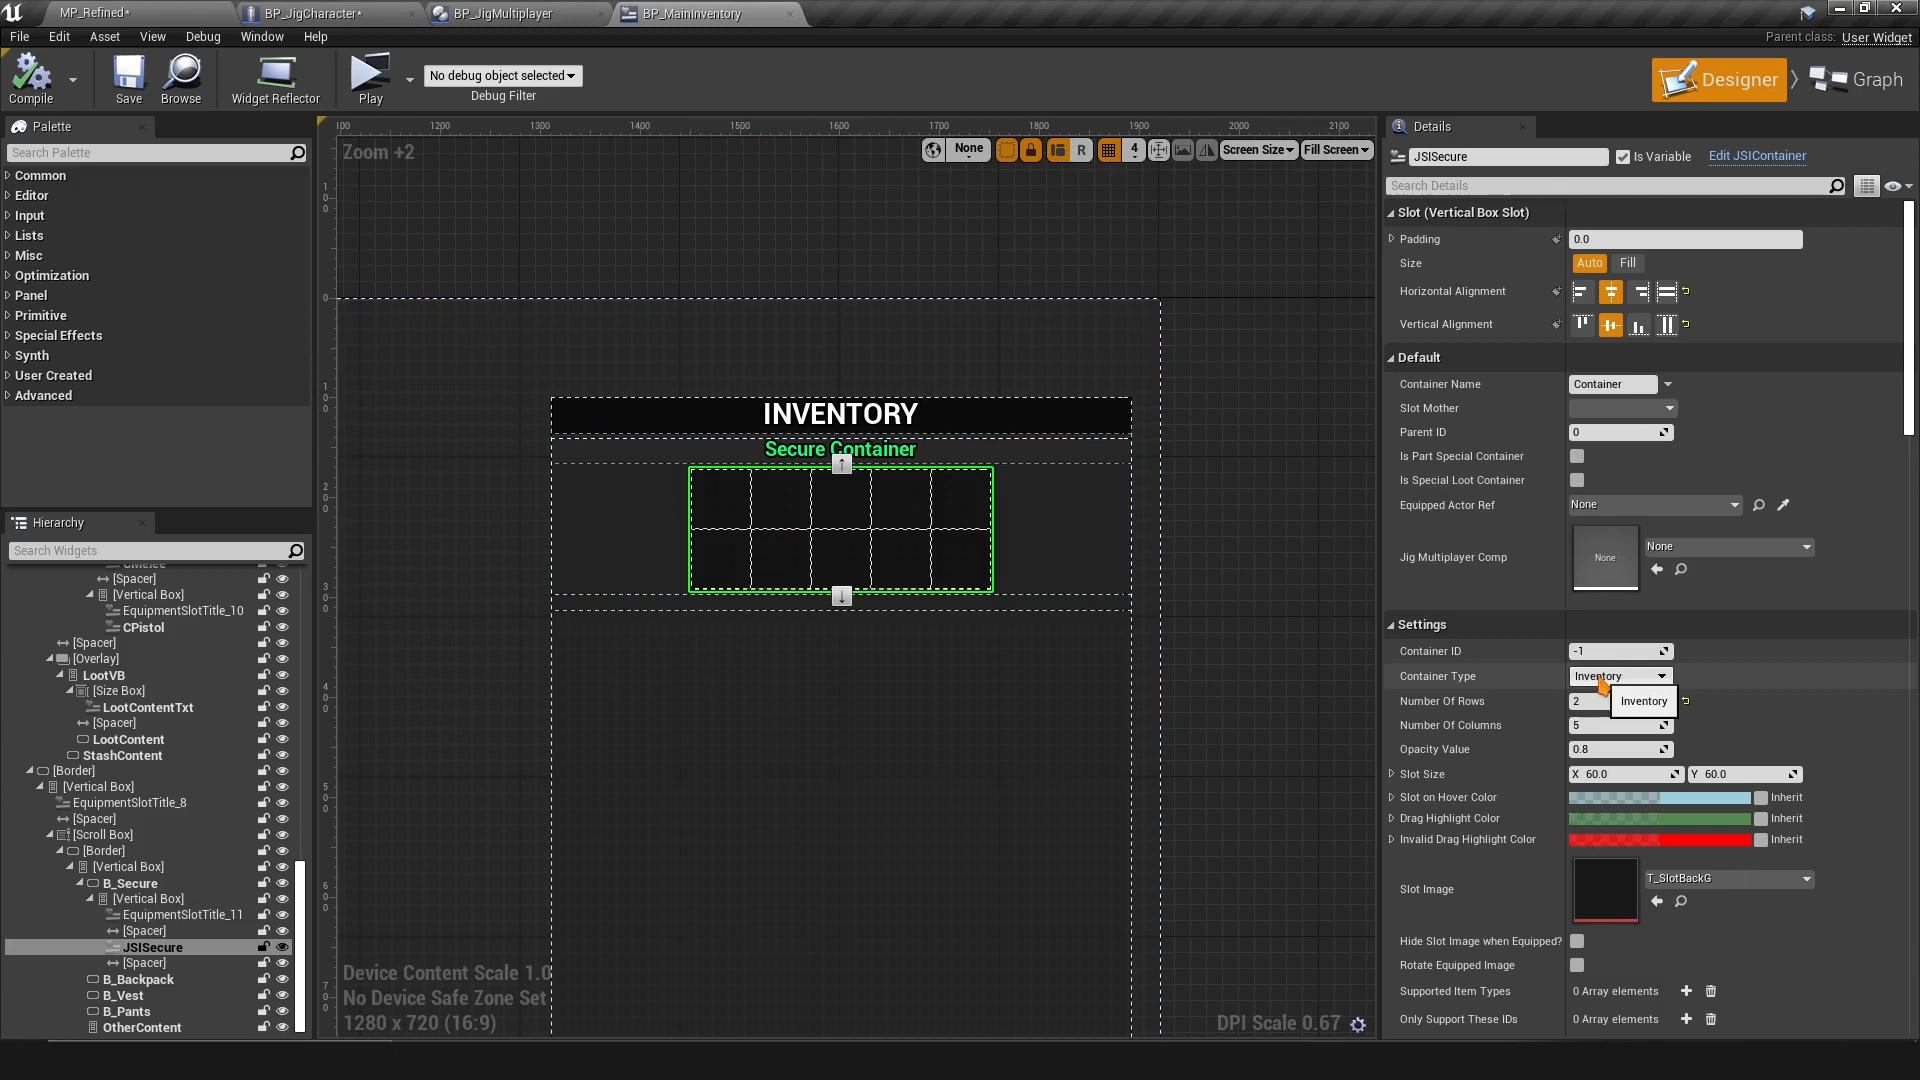 MP_Refined*
BP_JigCharacter*
BP_JigMultiplayer
BP_MainInventory
File
Edit
Asset
View
Debug
Window
Help
Parent class: User Widget
Compile
Save
Browse
Widget Reflector
Play
No debug object selected
Debug Filter
Designer
Graph
Palette
Search Palette
Common
Editor
Input
Lists
Misc
Optimization
Panel
Primitive
Special Effects
Synth
User Created
Advanced
Hierarchy
Search Widgets
[Spacer]
[Vertical Box]
EquipmentSlotTitle_10
CPistol
[Spacer]
[Overlay]
LootVB
[Size Box]
LootContentTxt
[Spacer]
LootContent
StashContent
[Border]
[Vertical Box]
EquipmentSlotTitle_8
[Spacer]
[Scroll Box]
[Border]
[Vertical Box]
B_Secure
[Vertical Box]
EquipmentSlotTitle_11
[Spacer]
JSISecure
[Spacer]
B_Backpack
B_Vest
B_Pants
OtherContent
1200 1300 1400 1500 1600 1700 1800 1900 2000 2100
Zoom +2
None
R
4
Screen Size
Fill Screen
INVENTORY
Secure Container
Device Content Scale 1.0
No Device Safe Zone Set
1280 x 720 (16:9)
DPI Scale 0.67
Details
JSISecure
Is Variable
Edit JSIContainer
Search Details
Slot (Vertical Box Slot)
Padding 0.0
Size Auto Fill
Horizontal Alignment
Vertical Alignment
Default
Container Name Container
Slot Mother
Parent ID 0
Is Part Special Container
Is Special Loot Container
Equipped Actor Ref None
Jig Multiplayer Comp None None
Settings
Container ID -1
Container Type Inventory
Number Of Rows 2
Inventory
Number Of Columns 5
Opacity Value 0.8
Slot Size X 60.0 Y 60.0
Slot on Hover Color Inherit
Drag Highlight Color Inherit
Invalid Drag Highlight Color Inherit
Slot Image T_SlotBackG
Hide Slot Image when Equipped?
Rotate Equipped Image
Supported Item Types 0 Array elements
Only Support These IDs 0 Array elements